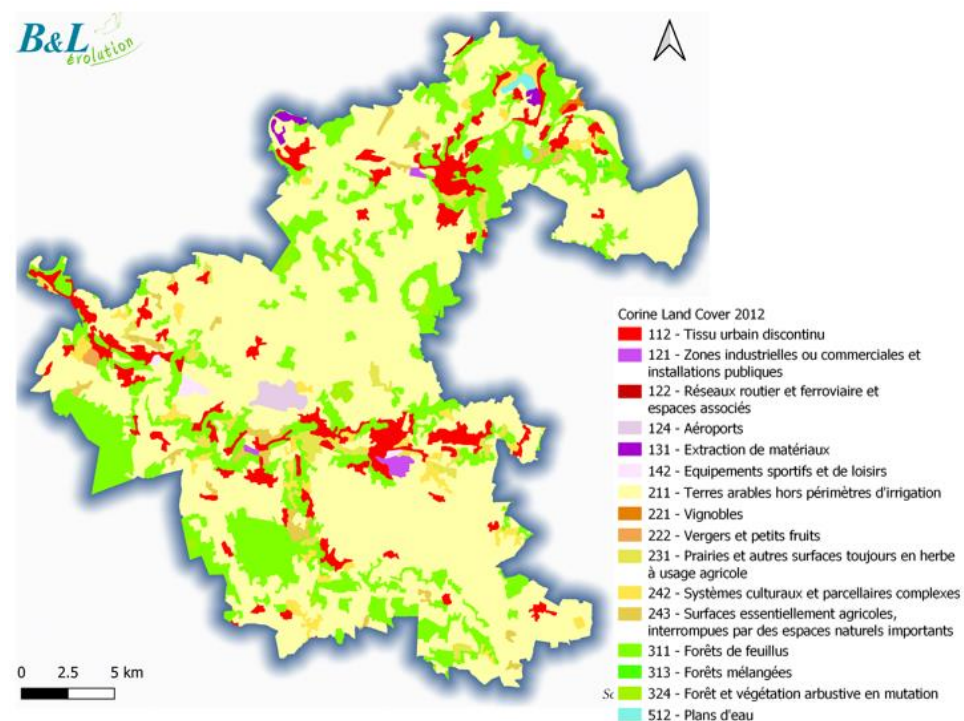 B&L
évolution
Corine Land Cover 2012
112 - Tissu urbain discontinu
121 - Zones industrielles ou commerciales et
installations publiques
122 - Réseaux routier et ferroviaire et
espaces associés
124 - Aéroports
131 - Extraction de matériaux
142 - Equipements sportifs et de loisirs
211 - Terres arables hors périmètres d'irrigation
221 - Vignobles
222 - Vergers et petits fruits
231 - Prairies et autres surfaces toujours en herbe
à usage agricole
242 - Systèmes culturaux et parcellaires complexes
243 - Surfaces essentiellement agricoles,
interrompues par des espaces naturels importants
311 - Forêts de feuillus
313 - Forêts mélangées
324 - Forêt et végétation arbustive en mutation
512 - Plans d'eau
0 2.5 5 km